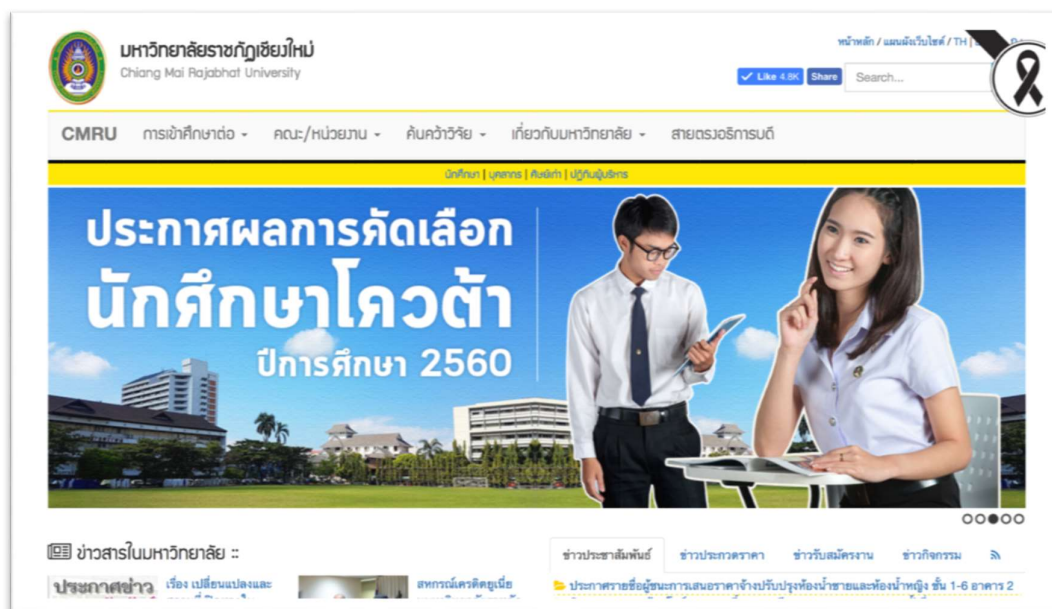 มหาวิทยาลัยราชภัฏเชียงใหม่
Chiang Mai Rajabhat University
หน้าหลัก / แผนผังเว็บไซต์ / TH |
Like 4.8K Share Search...
CMRU การเข้าศึกษาต่อ คณะ/หน่วยงาน ค้นคว้าวิจัย เกี่ยวกับมหาวิทยาลัย สายตรงอธิการบดี
นักศึกษา | บุคลากร | ศิษย์เก่า | ปฏิทินผู้บริหาร
ประกาศผลการคัดเลือก
นักศึกษาโควต้า
ปีการศึกษา 2560
ข่าวสารในมหาวิทยาลัย ::
ข่าวประชาสัมพันธ์ ข่าวประกวดราคา ข่าวรับสมัครงาน ข่าวกิจกรรม
ประกาศข่าว เรื่อง เปลี่ยนแปลงและ
สหกรณ์เครดิตยูเนี่ย
ประกาศรายชื่อผู้ชนะการเสนอราคาจ้างปรับปรุงห้องน้ำชายและห้องน้ำหญิง ชั้น 1-6 อาคาร 2